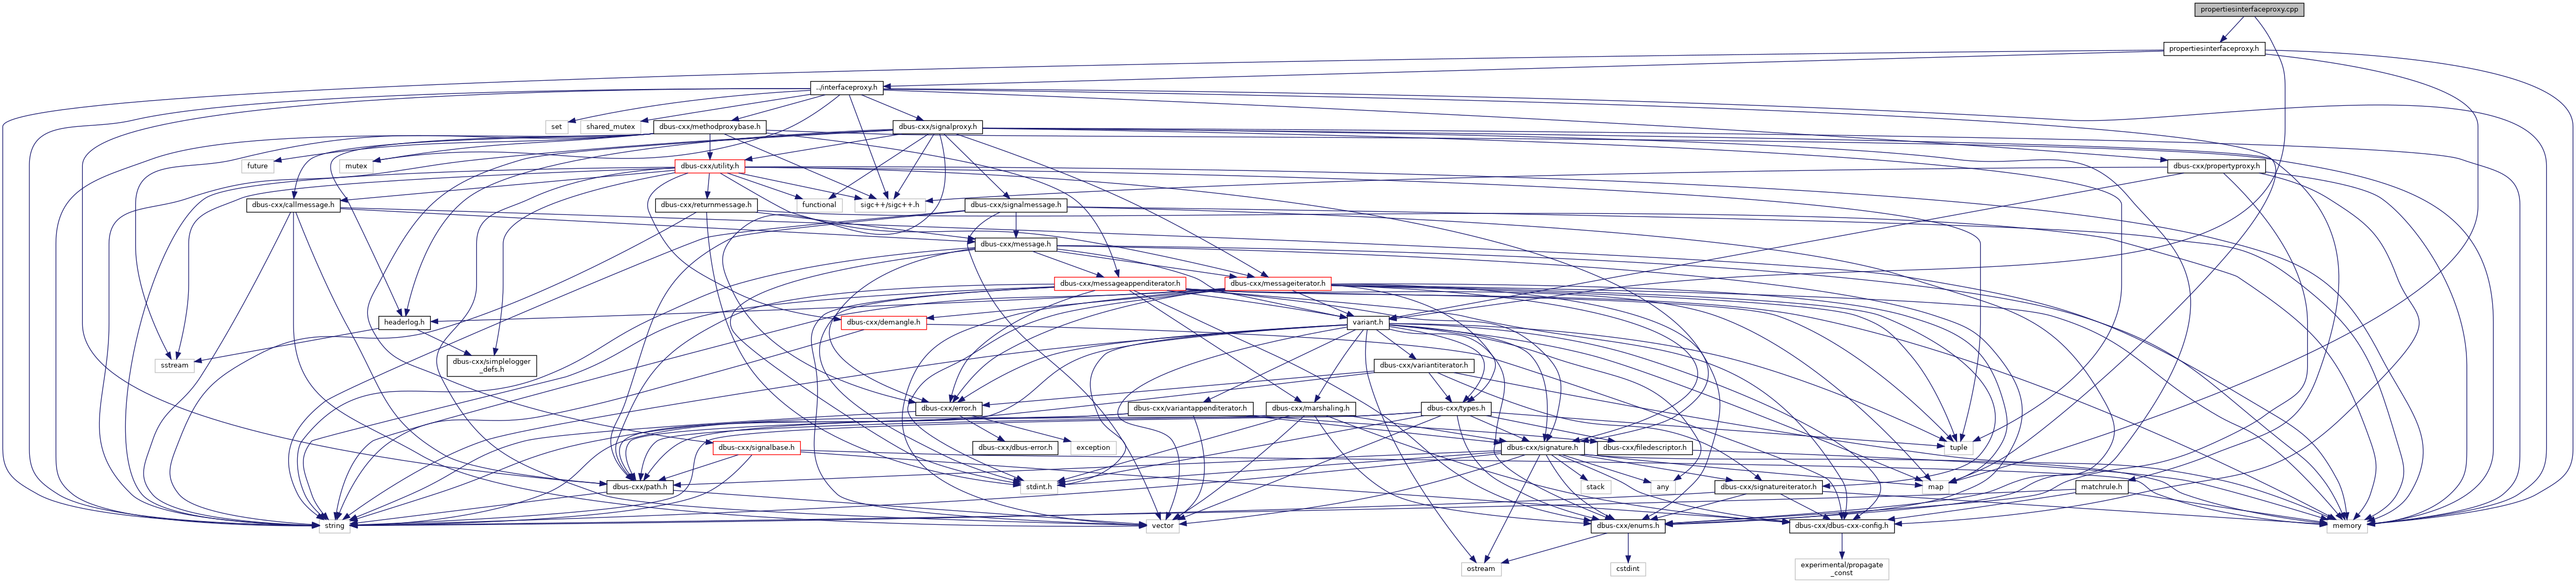 propertiesinterfaceproxy.cpp
propertiesinterfaceproxy.h
../interfaceproxy.h
set
shared_mutex
dbus-cxx/methodproxybase.h
dbus-cxx/signalproxy.h
future
mutex
dbus-cxx/utility.h
dbus-cxx/propertyproxy.h
dbus-cxx/callmessage.h
dbus-cxx/returnmessage.h
functional
sigc++/sigc++.h
dbus-cxx/signalmessage.h
dbus-cxx/message.h
dbus-cxx/messageappenditerator.h
dbus-cxx/messageiterator.h
headerlog.h
dbus-cxx/demangle.h
variant.h
sstream
dbus-cxx/simplelogger
_defs.h
dbus-cxx/variantiterator.h
dbus-cxx/error.h
dbus-cxx/variantappenditerator.h
dbus-cxx/marshaling.h
dbus-cxx/types.h
dbus-cxx/signalbase.h
dbus-cxx/dbus-error.h
exception
dbus-cxx/signature.h
dbus-cxx/filedescriptor.h
tuple
dbus-cxx/path.h
stdint.h
stack
any
dbus-cxx/signatureiterator.h
map
matchrule.h
string
vector
dbus-cxx/enums.h
dbus-cxx/dbus-cxx-config.h
memory
ostream
cstdint
experimental/propagate
_const